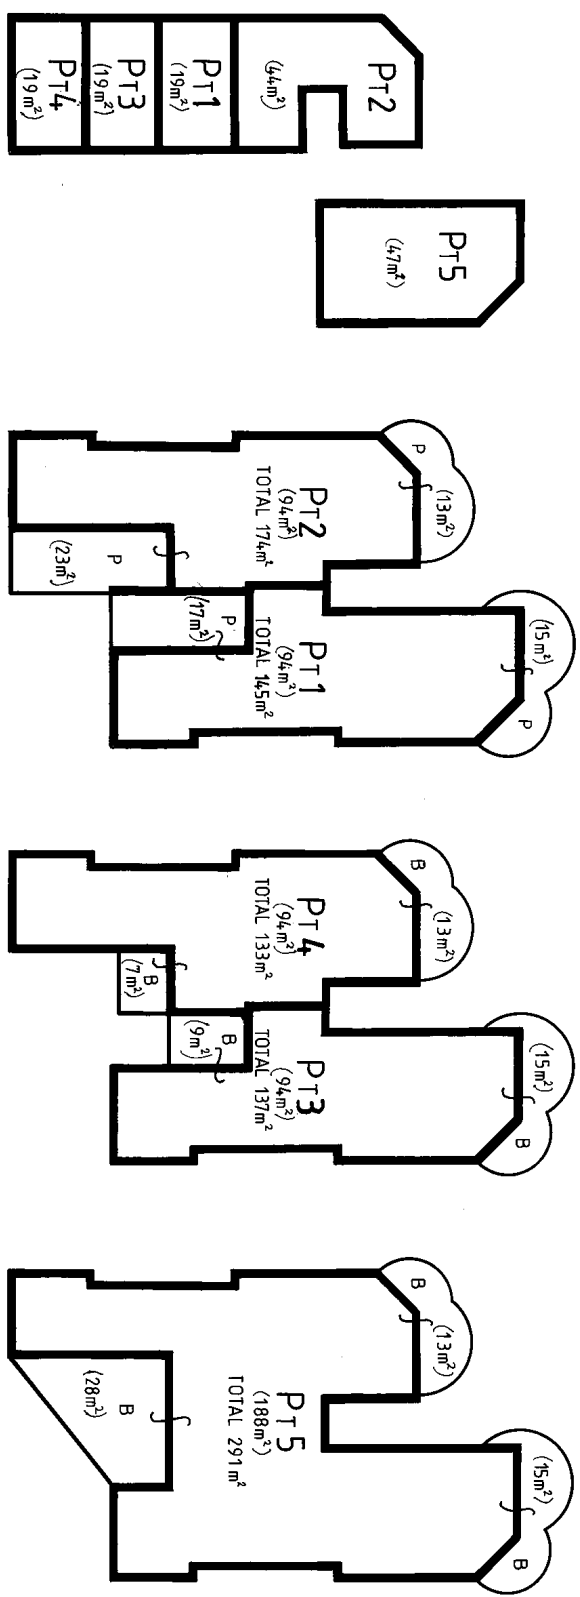 PT4
(19m²)
PT3
(19m²)
PT1
(19m²)
PT2
(44m²)
PT5
(47m²)
P
(13m²)
PT2
(94m²)
TOTAL 174m²
P
(23m²)
P
(17m²)
PT1
(94m²)
TOTAL 145m²
(15m²)
P
B
(13m²)
PT4
(94m²)
TOTAL 133m²
B
(7m²)
B
(9m²)
PT3
(94m²)
TOTAL 137m²
(15m²)
B
B
(13m²)
PT5
(188m²)
TOTAL 291m²
B
(28m²)
(15m²)
B